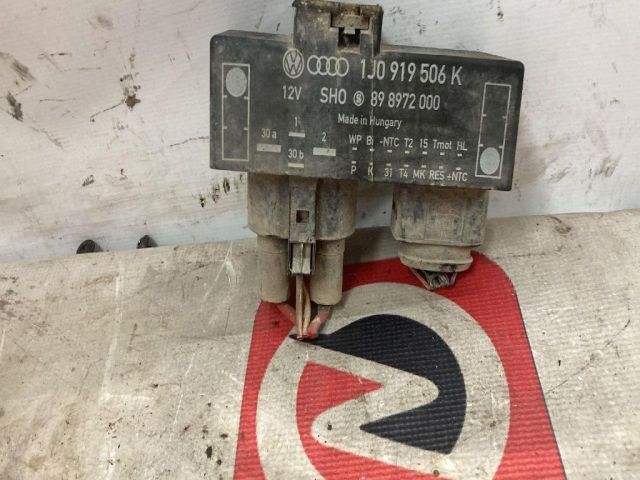 1J0 919 506 K
12V SHO S 89 8972 000
Made in Hungary
1
30 a 2
30 b
WP BI -NTC T2 15 Tmot HL
P K 31 T4 MK RES +NTC